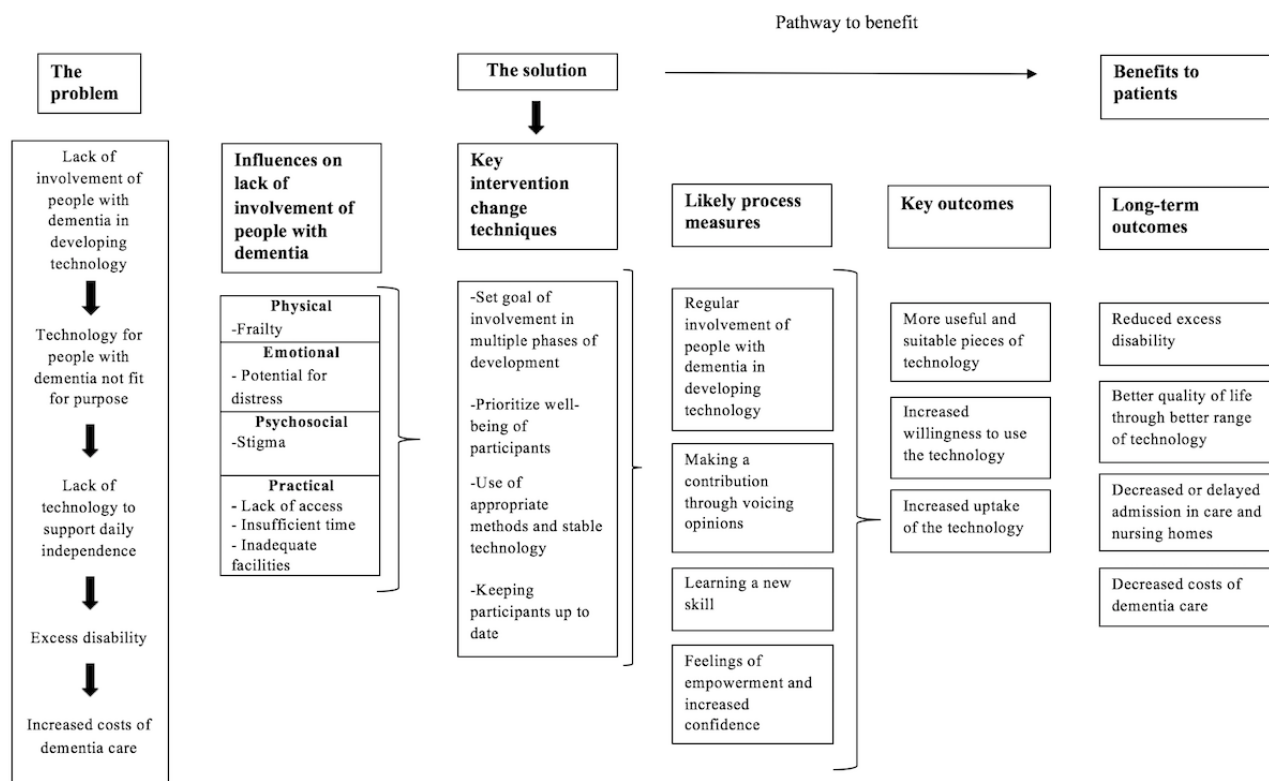 Pathway to benefit
The
problem
The solution
Benefits to
patients
Lack of
involvement of
people with
dementia in
developing
technology
Technology for
people with
dementia not fit
for purpose
Lack of
technology to
support daily
independence
Excess disability
Increased costs of
dementia care
Influences on
lack of
involvement of
people with
dementia
Physical
-Frailty
Emotional
- Potential for
distress
Psychosocial
-Stigma
Practical
- Lack of access
- Insufficient time
- Inadequate
facilities
Key
intervention
change
techniques
-Set goal of
involvement in
multiple phases of
development
-Prioritize well-
being of
participants
-Use of
appropriate
methods and stable
technology
-Keeping
participants up to
date
Likely process
measures
Regular
involvement of
people with
dementia in
developing
technology
Making a
contribution
through voicing
opinions
Learning a new
skill
Feelings of
empowerment and
increased
confidence
Key outcomes
More useful and
suitable pieces of
technology
Increased
willingness to use
the technology
Increased uptake
of the technology
Long-term
outcomes
Reduced excess
disability
Better quality of life
through better range
of technology
Decreased or delayed
admission in care and
nursing homes
Decreased costs of
dementia care